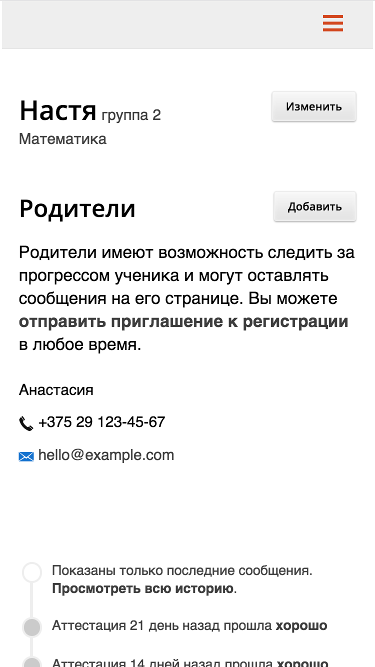 Настя группа 2
Изменить
Математика
Родители
Добавить
Родители имеют возможность следить за
прогрессом ученика и могут оставлять
сообщения на его странице. Вы можете
отправить приглашение к регистрации
в любое время.
Анастасия
+375 29 123-45-67
hello@example.com
Показаны только последние сообщения.
Просмотреть всю историю.
Аттестация 21 день назад прошла хорошо
Аттестация 14 дней назад прошла хорошо